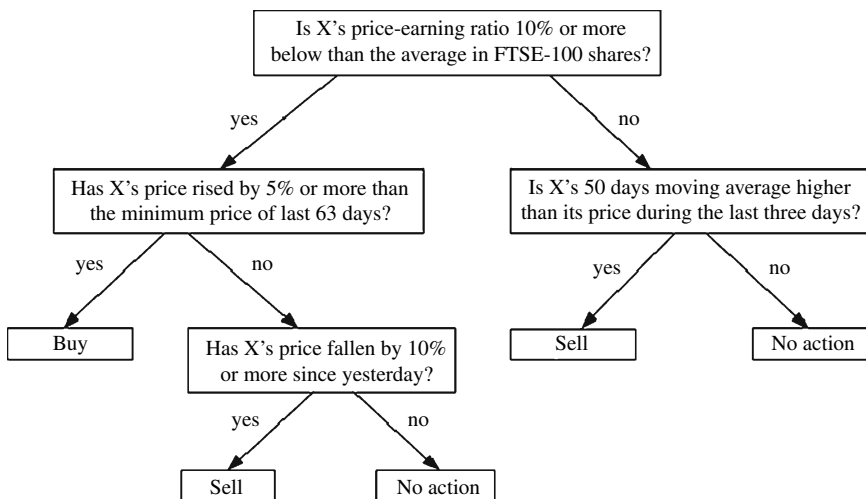 Is X's price-earning ratio 10% or more
below than the average in FTSE-100 shares?
yes
no
Has X's price rised by 5% or more than
the minimum price of last 63 days?
Is X's 50 days moving average higher
than its price during the last three days?
yes
no
yes
no
Buy
Has X's price fallen by 10%
or more since yesterday?
Sell
No action
yes
no
Sell
No action